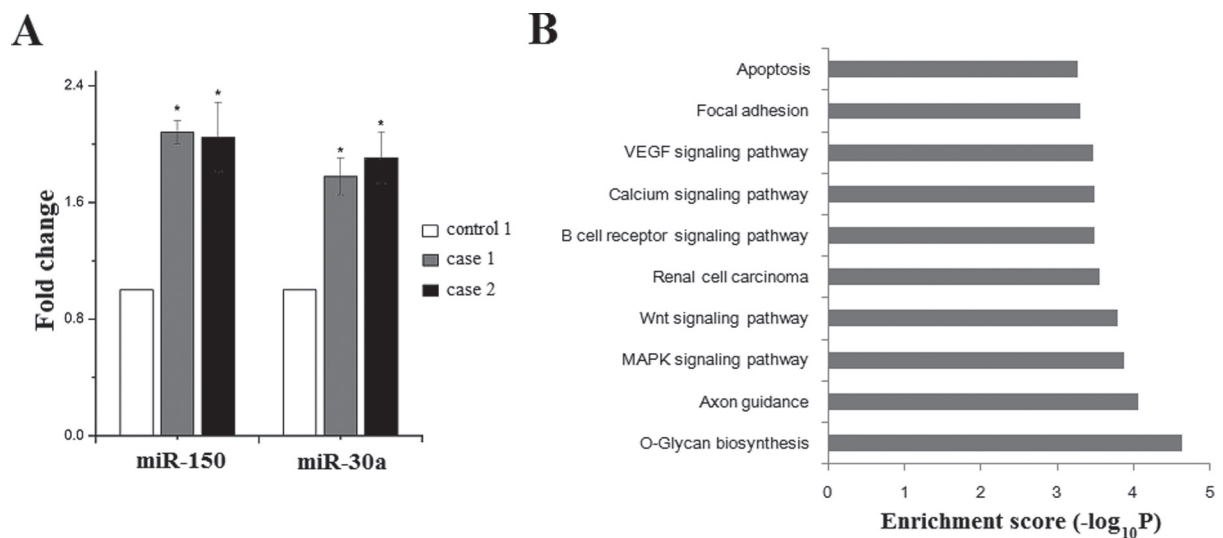 A
Fold change
2.4
1.6
0.8
0.0
*
*
*
*
miR-150
miR-30a
control 1
case 1
case 2
B
Apoptosis
Focal adhesion
VEGF signaling pathway
Calcium signaling pathway
B cell receptor signaling pathway
Renal cell carcinoma
Wnt signaling pathway
MAPK signaling pathway
Axon guidance
O-Glycan biosynthesis
0 1 2 3 4 5
Enrichment score (-log10P)